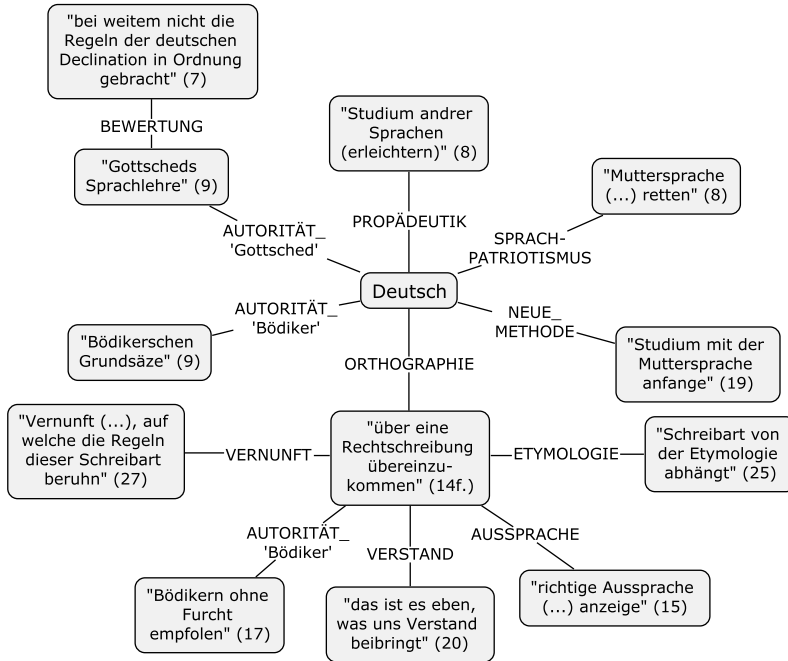 "bei weitem nicht die
Regeln der deutschen
Declination in Ordnung
gebracht" (7)
BEWERTUNG
"Gottscheds
Sprachlehre" (9)
AUTORITÄT_
'Gottsched'
"Studium andrer
Sprachen
(erleichtern)" (8)
PROPÄDEUTIK
"Muttersprache
(...) retten" (8)
SPRACH-
PATRIOTISMUS
Deutsch
AUTORITÄT_
'Bödiker'
"Bödikerschen
Grundsäze" (9)
NEUE_
METHODE
"Studium mit der
Muttersprache
anfange" (19)
ORTHOGRAPHIE
"Vernunft (...), auf
welche die Regeln
dieser Schreibart
beruhn" (27)
VERNUNFT
"über eine
Rechtschreibung
übereinzu-
kommen" (14f.)
ETYMOLOGIE
"Schreibart von
der Etymologie
abhängt" (25)
AUTORITÄT_
'Bödiker'
"Bödikern ohne
Furcht
empfolen" (17)
VERSTAND
"das ist es eben,
was uns Verstand
beibringt" (20)
AUSSPRACHE
"richtige Aussprache
(...) anzeige" (15)